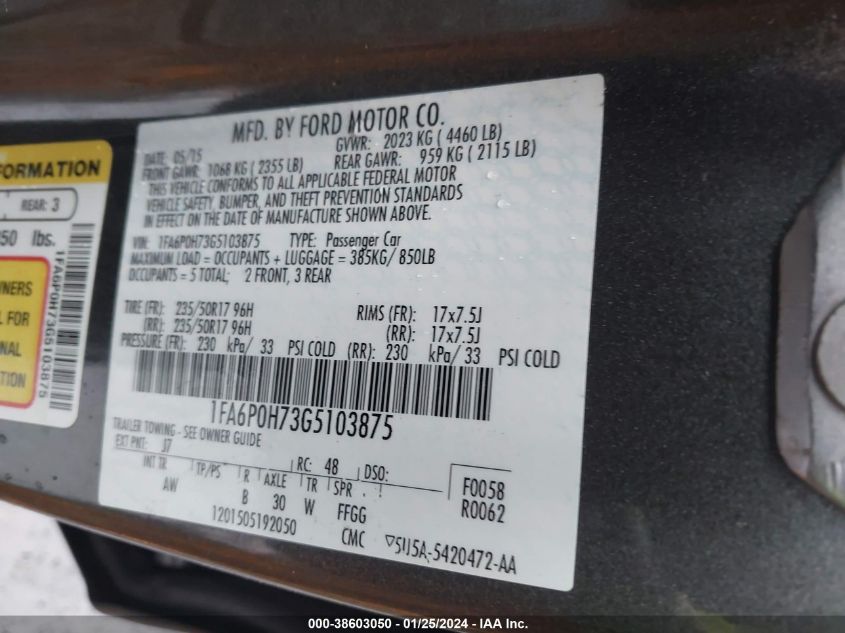 MFD. BY FORD MOTOR CO.
DATE: 05/15 GVWR: 2023 KG ( 4460 LB)
FRONT GAWR: 1068 KG ( 2355 LB) REAR GAWR: 959 KG ( 2115 LB)
THIS VEHICLE CONFORMS TO ALL APPLICABLE FEDERAL MOTOR
VEHICLE SAFETY, BUMPER, AND THEFT PREVENTION STANDARDS
IN EFFECT ON THE DATE OF MANUFACTURE SHOWN ABOVE.
VIN: 1FA6P0H73G5103875 TYPE: Passenger Car
MAXIMUM LOAD = OCCUPANTS + LUGGAGE = 385KG/ 850LB
OCCUPANTS = 5 TOTAL; 2 FRONT, 3 REAR
TIRE (FR): 235/50R17 96H RIMS (FR): 17x7.5J
(RR): 235/50R17 96H (RR): 17x7.5J
PRESSURE (FR): 230 kPa/ 33 PSI COLD (RR): 230 kPa/ 33 PSI COLD
1FA6P0H73G5103875
TRAILER TOWING - SEE OWNER GUIDE
EXT PNT: J7 RC: 48 DSO:
INT TR TP/PS R AXLE TR SPR
AW B 30 W FFGG
F0058
R0062
1201505192050 CMC ▽5U5A-5420472-AA
FORMATION
REAR: 3
850 lbs.
1FA6P0H73G5103875
WNERS
L FOR
NAL
TION
000-38603050 / 01/25/2024 - IAA Inc.